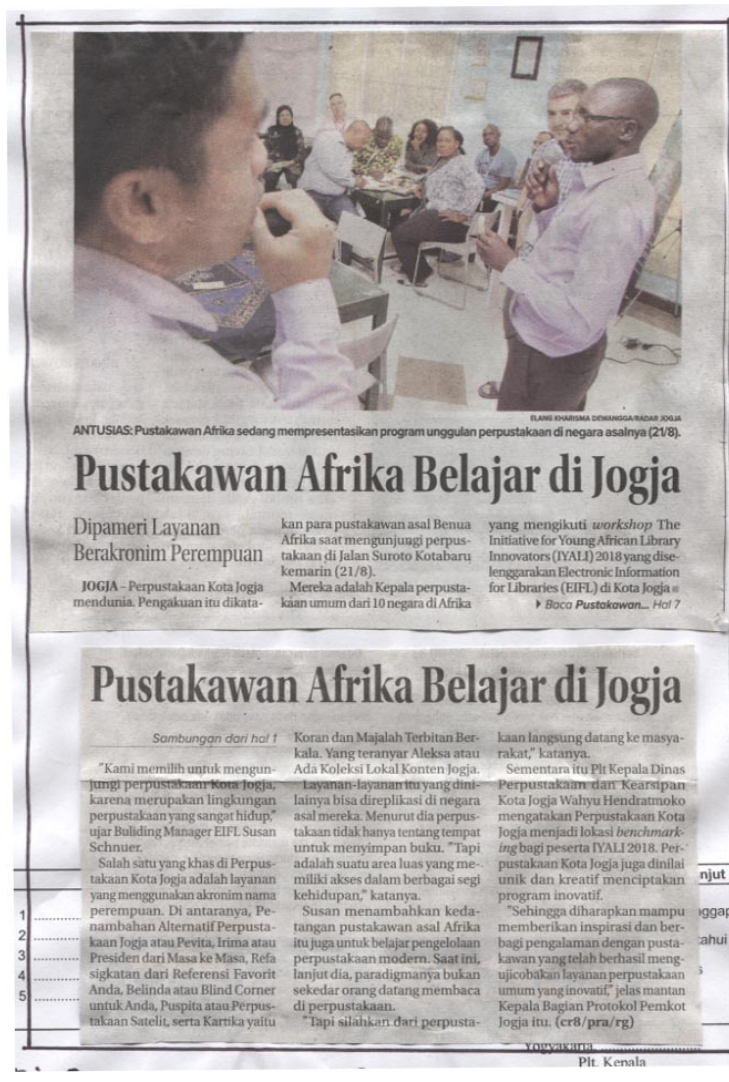 ELANG KHARISMA DEWANGGA/RADAR JOGJA
ANTUSIAS: Pustakawan Afrika sedang mempresentasikan program unggulan perpustakaan di negara asalnya (21/8).
Pustakawan Afrika Belajar di Jogja
Dipameri Layanan
Berakronim Perempuan
JOGJA – Perpustakaan Kota Jogja
mendunia. Pengakuan itu dikata-
kan para pustakawan asal Benua
Afrika saat mengunjungi perpus-
takaan di Jalan Suroto Kotabaru
kemarin (21/8).
Mereka adalah Kepala perpusta-
kaan umum dari 10 negara di Afrika
yang mengikuti workshop The
Initiative for Young African Library
Innovators (IYALI) 2018 yang dise-
lenggarakan Electronic Information
for Libraries (EIFL) di Kota Jogja
Baca Pustakawan... Hal 7
Pustakawan Afrika Belajar di Jogja
Sambungan dari hal 1
"Kami memilih untuk mengun-
jungi perpustakaan Kota Jogja,
karena merupakan lingkungan
perpustakaan yang sangat hidup,"
ujar Buliding Manager EIFL Susan
Schnuer.
Salah satu yang khas di Perpus-
takaan Kota Jogja adalah layanan
yang menggunakan akronim nama
perempuan. Di antaranya, Pe-
nambahan Alternatif Perpusta-
kaan Jogja atau Pevita, Irima atau
Presiden dari Masa ke Masa, Refa
sigkatan dari Referensi Favorit
Anda, Belinda atau Blind Corner
untuk Anda, Puspita atau Perpus-
takaan Satelit, serta Kartika yaitu
Koran dan Majalah Terbitan Ber-
kala. Yang teranyar Aleksa atau
Ada Koleksi Lokal Konten Jogja.
Layanan-layanan itu yang dini-
lainya bisa direplikasi di negara
asal mereka. Menurut dia perpus-
takaan tidak hanya tentang tempat
untuk menyimpan buku. "Tapi
adalah suatu area luas yang me-
miliki akses dalam berbagai segi
kehidupan," katanya.
Susan menambahkan keda-
tangan pustakawan asal Afrika
itu juga untuk belajar pengelolaan
perpustakaan modern. Saat ini,
lanjut dia, paradigmanya bukan
sekedar orang datang membaca
di perpustakaan.
"Tapi silahkan dari perpusta-
kaan langsung datang ke masya-
rakat," katanya.
Sementara itu Plt Kepala Dinas
Perpustakaan dan Kearsipan
Kota Jogja Wahyu Hendratmoko
mengatakan Perpustakaan Kota
Jogja menjadi lokasi benchmark-
ing bagi peserta IYALI 2018. Per-
pustakaan Kota Jogja juga dinilai
unik dan kreatif menciptakan
program inovatif.
"Sehingga diharapkan mampu
memberikan inspirasi dan ber-
bagi pengalaman dengan pusta-
kawan yang telah berhasil meng-
ujicobakan layanan perpustakaan
umum yang inovatif," jelas mantan
Kepala Bagian Protokol Pemkot
Jogja itu. (cr8/pra/rg)
1
2
3
4
5
njut
Yogyakarta,
Plt. Kepala